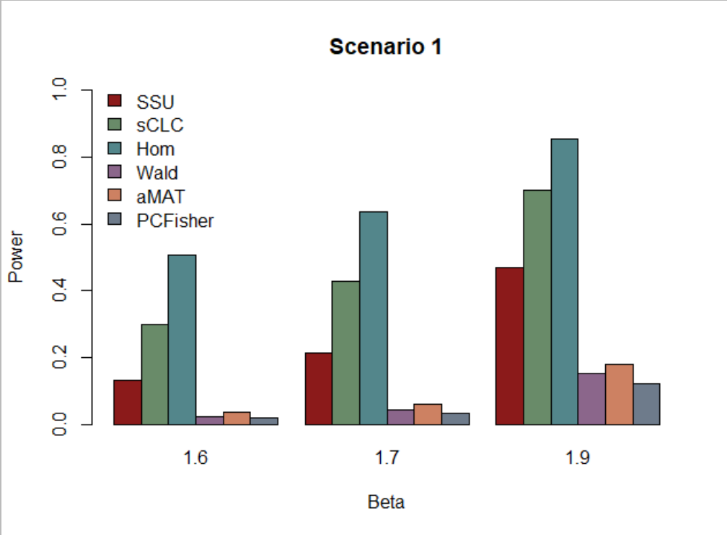 Scenario 1
1.0
0.8
0.6
0.4
0.2
0.0
Power
SSU
sCLC
Hom
Wald
aMAT
PCFisher
1.6 1.7 1.9
Beta